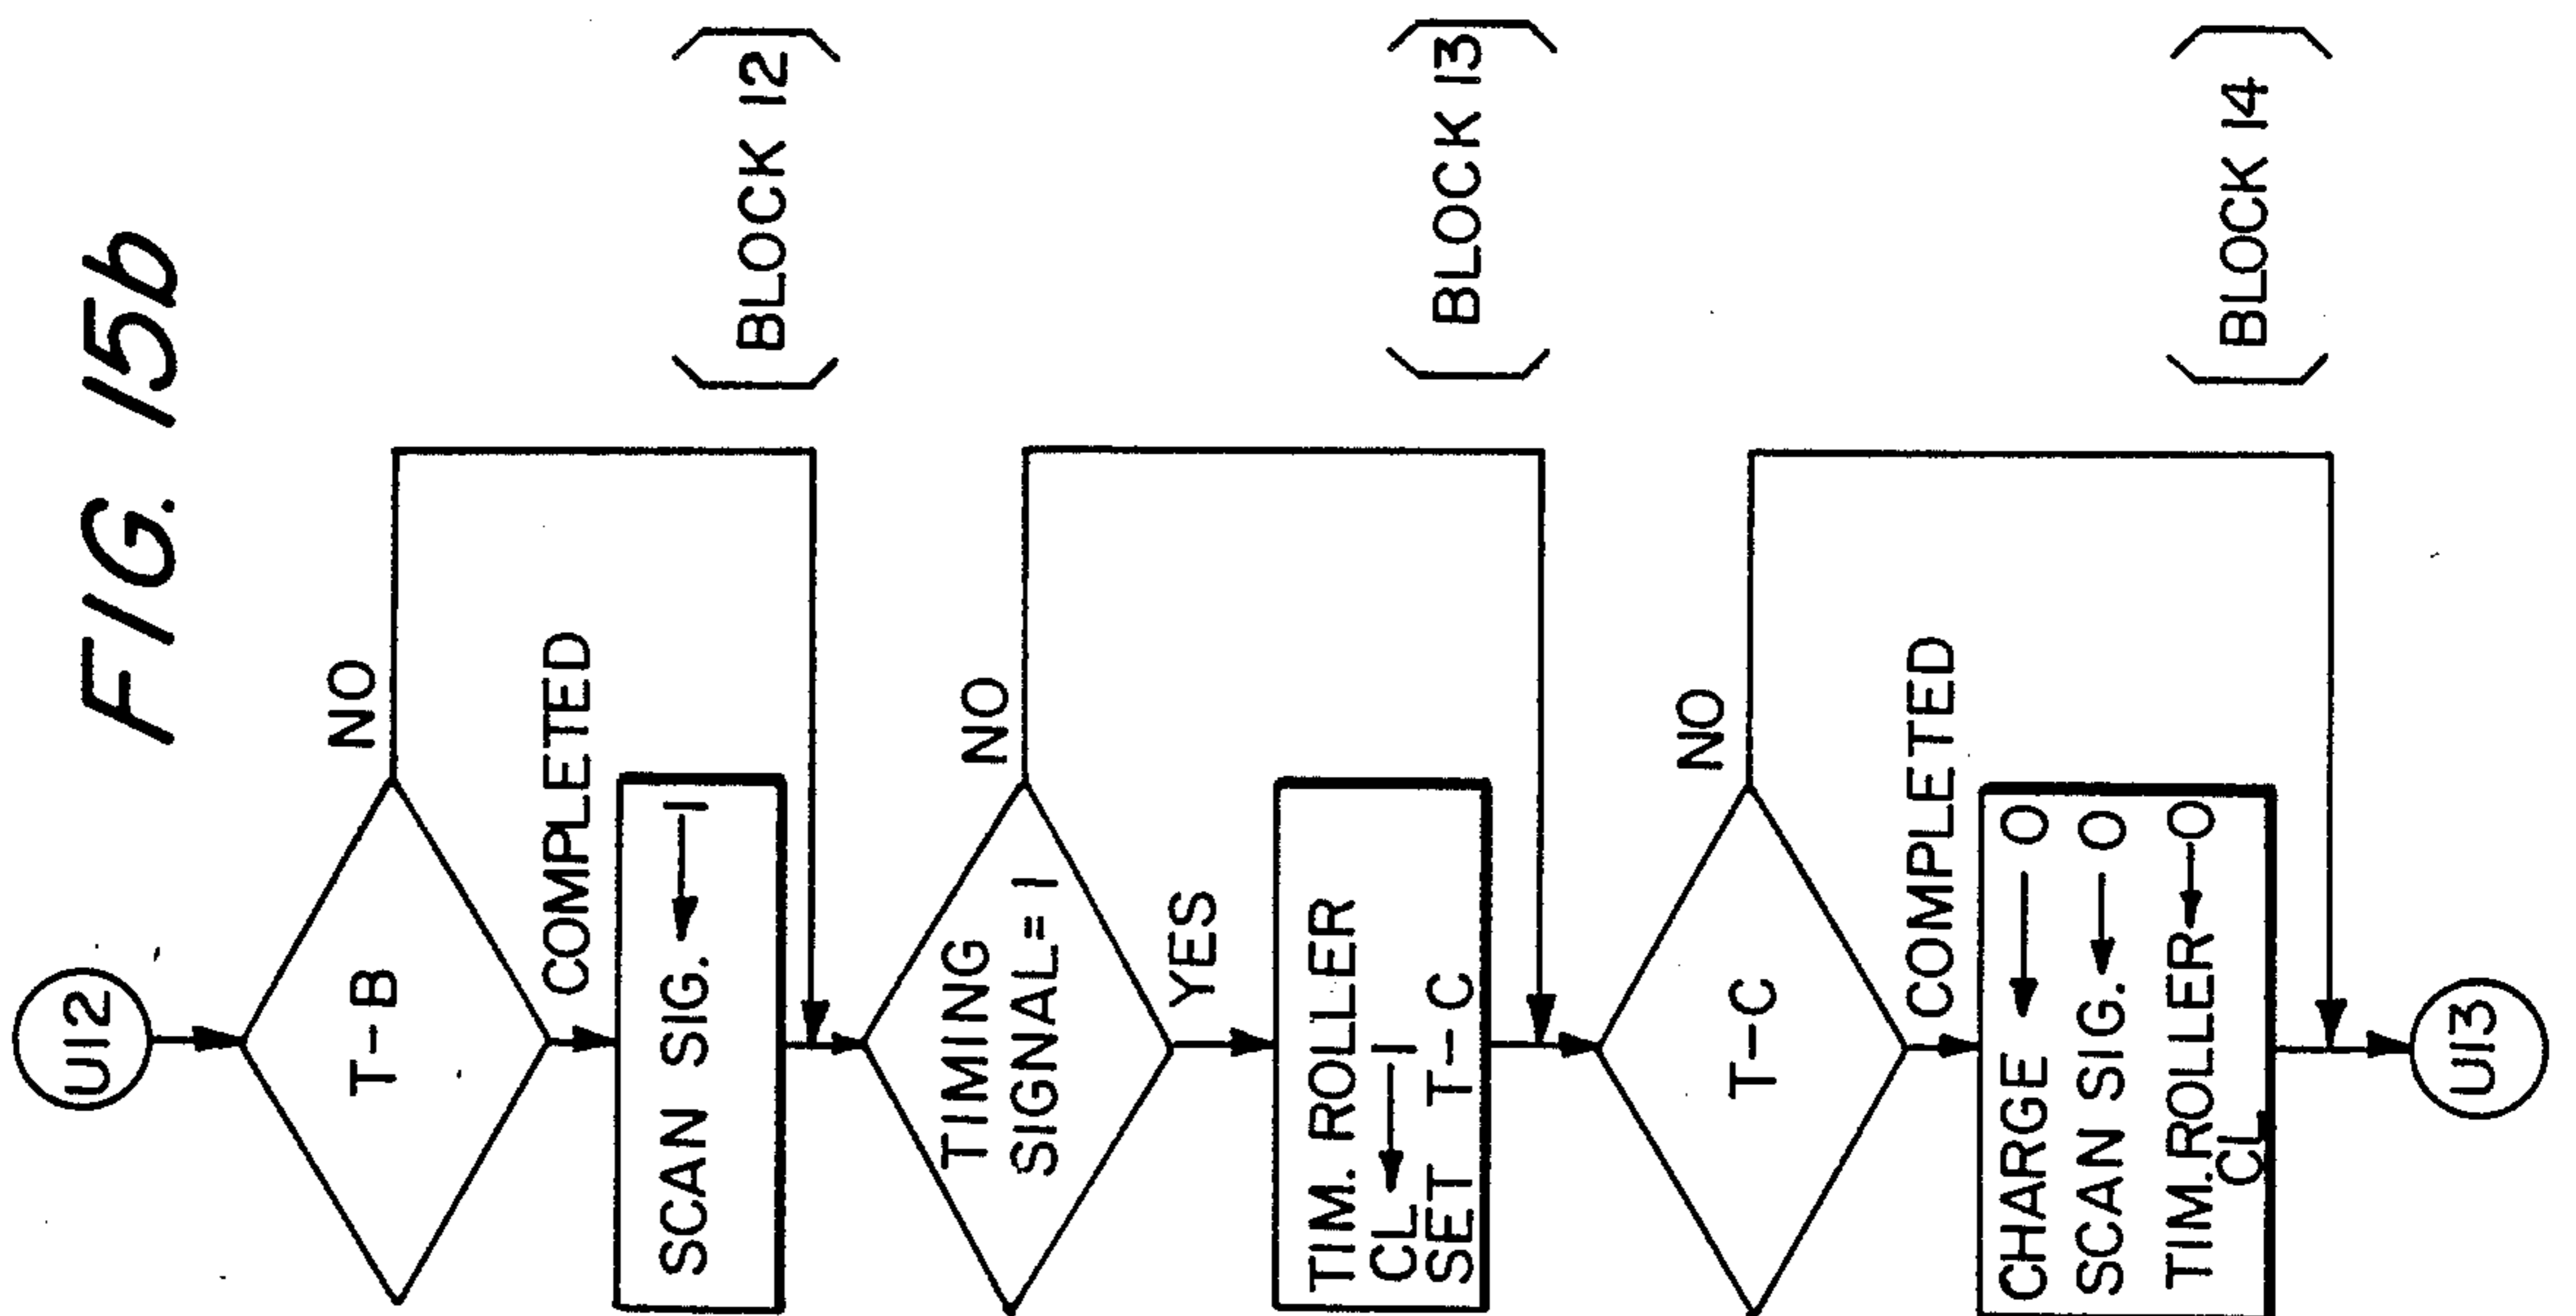 FIG. 15b
U12
T-B
NO
COMPLETED
SCAN SIG. ← 1
(BLOCK 12)
TIMING
SIGNAL=1
NO
YES
TIM. ROLLER
CL ← 1
SET T-C
(BLOCK 13)
T-C
NO
COMPLETED
CHARGE ← 0
SCAN SIG. ← 0
TIM. ROLLER ← 0
CL
(BLOCK 14)
U13